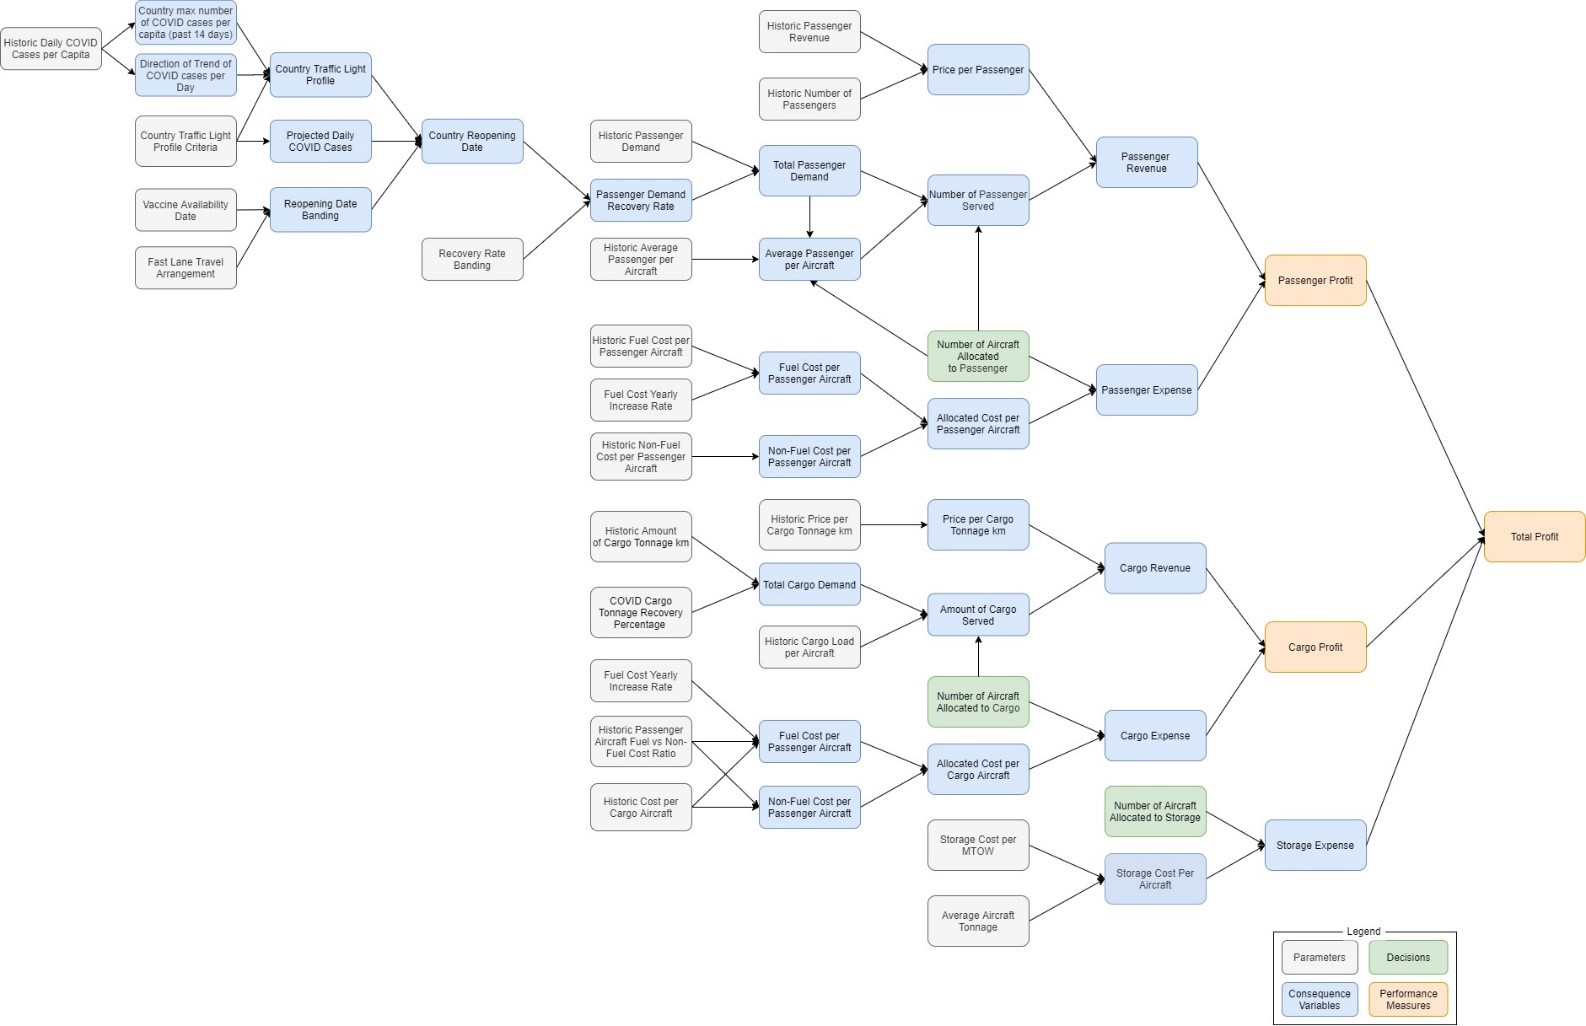 Historic Daily COVID
Cases per Capita
Country max number
of COVID cases per
capita (past 14 days)
Direction of Trend of
COVID cases per
Day
Country Traffic Light
Profile Criteria
Vaccine Availability
Date
Fast Lane Travel
Arrangement
Country Traffic Light
Profile
Projected Daily
COVID Cases
Reopening Date
Banding
Country Reopening
Date
Recovery Rate
Banding
Historic Passenger
Demand
Passenger Demand
Recovery Rate
Historic Average
Passenger per
Aircraft
Historic Fuel Cost per
Passenger Aircraft
Fuel Cost Yearly
Increase Rate
Historic Non-Fuel
Cost per Passenger
Aircraft
Historic Amount
of Cargo Tonnage km
COVID Cargo
Tonnage Recovery
Percentage
Fuel Cost Yearly
Increase Rate
Historic Passenger
Aircraft Fuel vs Non-
Fuel Cost Ratio
Historic Cost per
Cargo Aircraft
Historic Passenger
Revenue
Historic Number of
Passengers
Total Passenger
Demand
Average Passenger
per Aircraft
Fuel Cost per
Passenger Aircraft
Non-Fuel Cost per
Passenger Aircraft
Historic Price per
Cargo Tonnage km
Total Cargo Demand
Historic Cargo Load
per Aircraft
Fuel Cost per
Passenger Aircraft
Non-Fuel Cost per
Passenger Aircraft
Price per Passenger
Number of Passenger
Served
Number of Aircraft
Allocated
to Passenger
Allocated Cost per
Passenger Aircraft
Price per Cargo
Tonnage km
Amount of Cargo
Served
Number of Aircraft
Allocated to Cargo
Allocated Cost per
Cargo Aircraft
Storage Cost per
MTOW
Average Aircraft
Tonnage
Passenger
Revenue
Passenger Expense
Cargo Revenue
Cargo Expense
Number of Aircraft
Allocated to Storage
Storage Cost Per
Aircraft
Passenger Profit
Cargo Profit
Storage Expense
Total Profit
Legend
Parameters
Decisions
Consequence
Variables
Performance
Measures